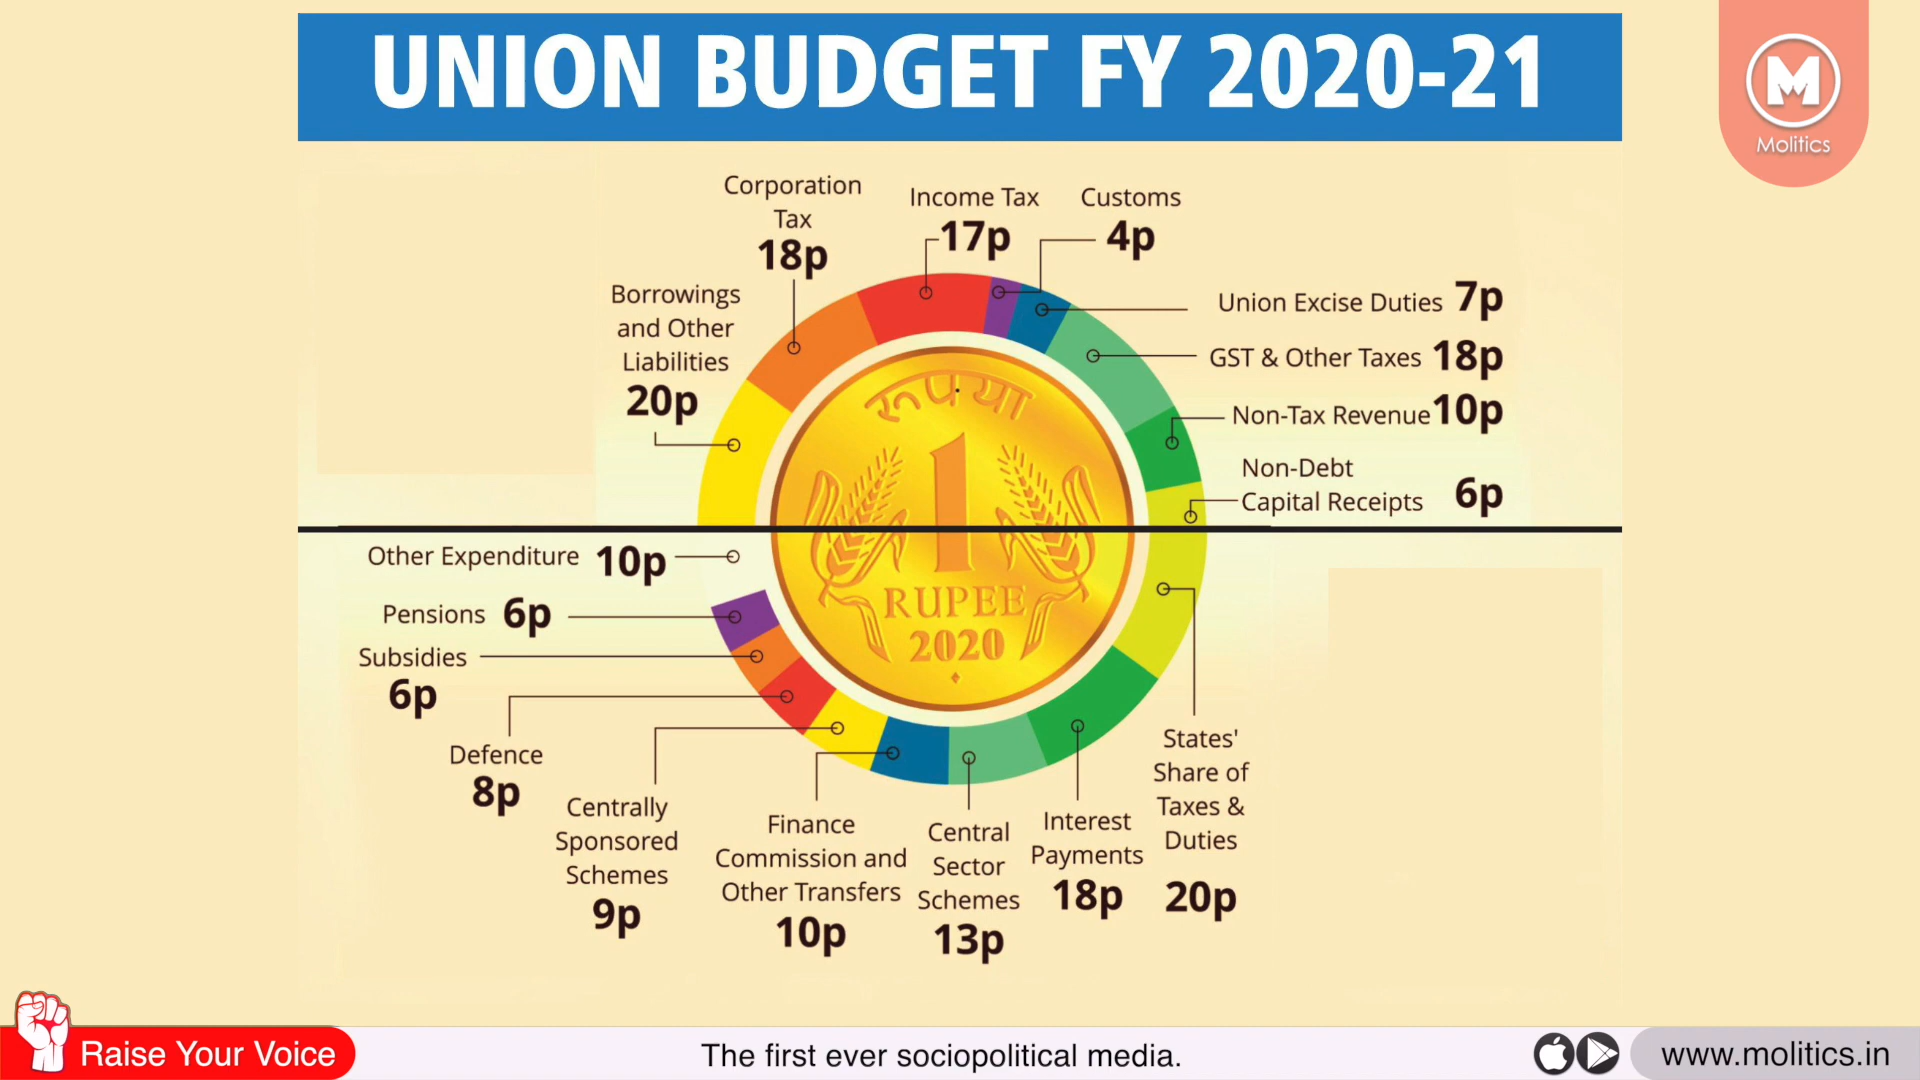 UNION BUDGET FY 2020-21
M
Molitics
Corporation
Tax
18p
Income Tax
17p
Customs
4p
Borrowings
and Other
Liabilities
20p
Union Excise Duties 7p
GST & Other Taxes 18p
Non-Tax Revenue 10p
Non-Debt
Capital Receipts 6p
रुपया
1
RUPEE
2020
Other Expenditure 10p
Pensions 6p
Subsidies
6p
Defence
8p
Centrally
Sponsored
Schemes
9p
Finance
Commission and
Other Transfers
10p
Central
Sector
Schemes
13p
Interest
Payments
18p
States'
Share of
Taxes &
Duties
20p
Raise Your Voice
The first ever sociopolitical media.
www.molitics.in